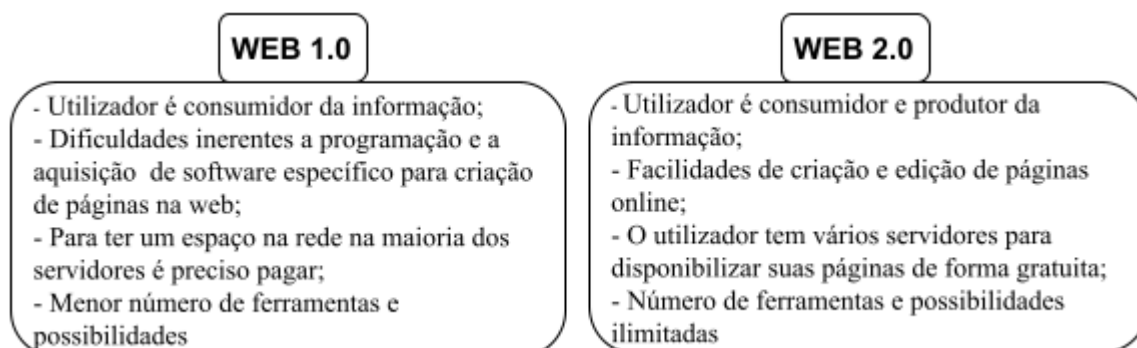 WEB 1.0
- Utilizador é consumidor da informação;
- Dificuldades inerentes a programação e a
aquisição de software específico para criação
de páginas na web;
- Para ter um espaço na rede na maioria dos
servidores é preciso pagar;
- Menor número de ferramentas e
possibilidades
WEB 2.0
- Utilizador é consumidor e produtor da
informação;
- Facilidades de criação e edição de páginas
online;
- O utilizador tem vários servidores para
disponibilizar suas páginas de forma gratuita;
- Número de ferramentas e possibilidades
ilimitadas